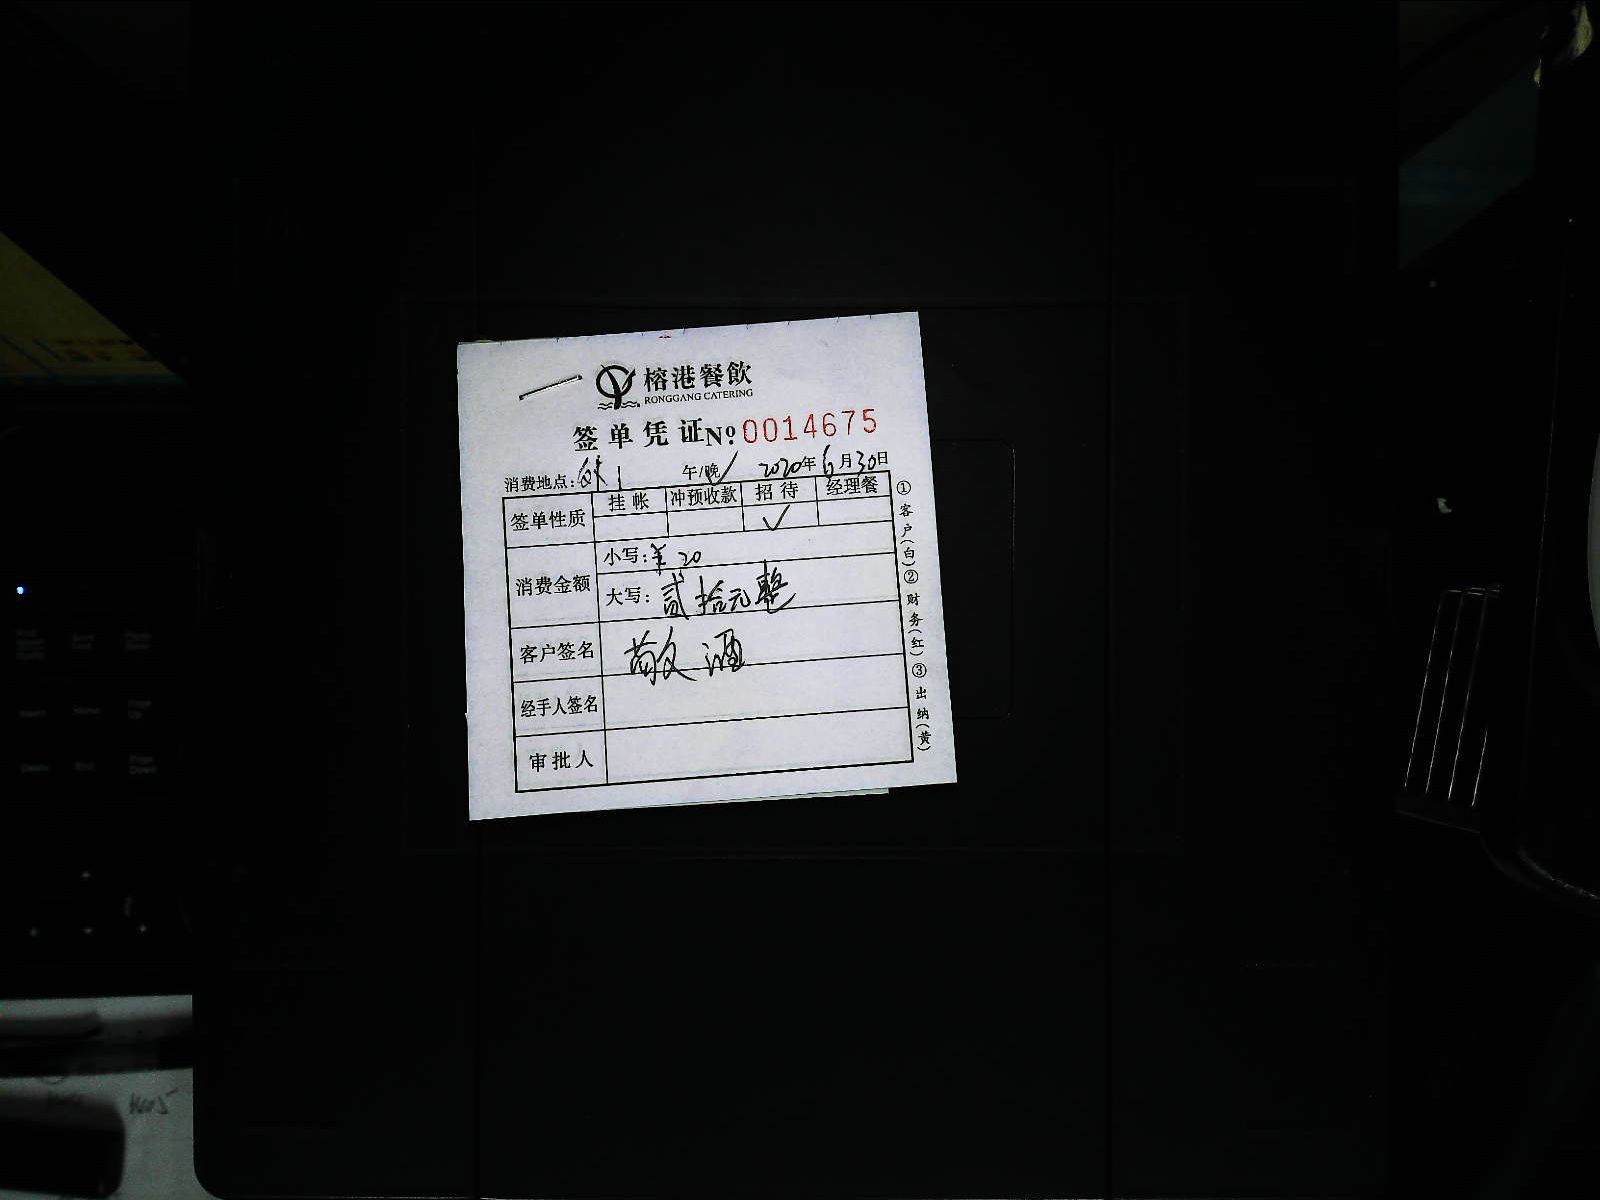 榕港餐飲
RONGGANG CATERING
签单凭证 No 0014675
消费地点: 午/晚✓ 2020年6月30日
签单性质 挂帐 冲预收款 招待 经理餐
✓
消费金额 小写:¥ 20
大写: 贰拾元整
客户签名 敬酒
经手人签名
审批人
①客户(白)②财务(红)③出纳(黄)